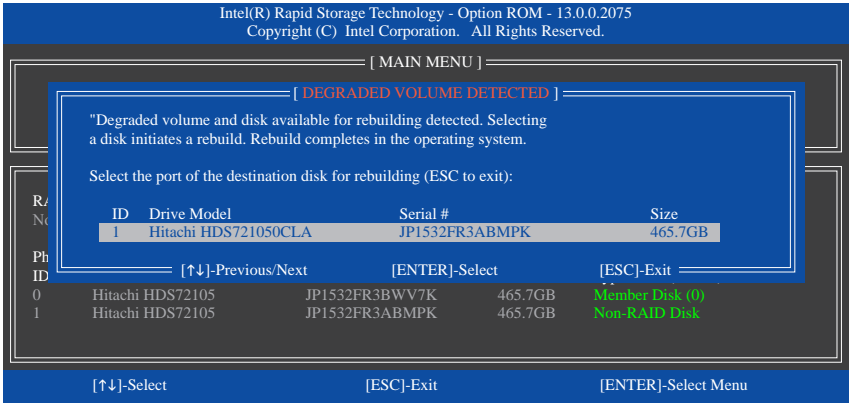 Intel(R) Rapid Storage Technology - Option ROM - 13.0.0.2075
Copyright (C) Intel Corporation. All Rights Reserved.
[ MAIN MENU ]
[ DEGRADED VOLUME DETECTED ]
"Degraded volume and disk available for rebuilding detected. Selecting
a disk initiates a rebuild. Rebuild completes in the operating system.
Select the port of the destination disk for rebuilding (ESC to exit):
ID Drive Model Serial # Size
1 Hitachi HDS721050CLA JP1532FR3ABMPK 465.7GB
[↑↓]-Previous/Next [ENTER]-Select [ESC]-Exit
ID
0 Hitachi HDS72105 JP1532FR3BWV7K 465.7GB Member Disk (0)
1 Hitachi HDS72105 JP1532FR3ABMPK 465.7GB Non-RAID Disk
[↑↓]-Select [ESC]-Exit [ENTER]-Select Menu